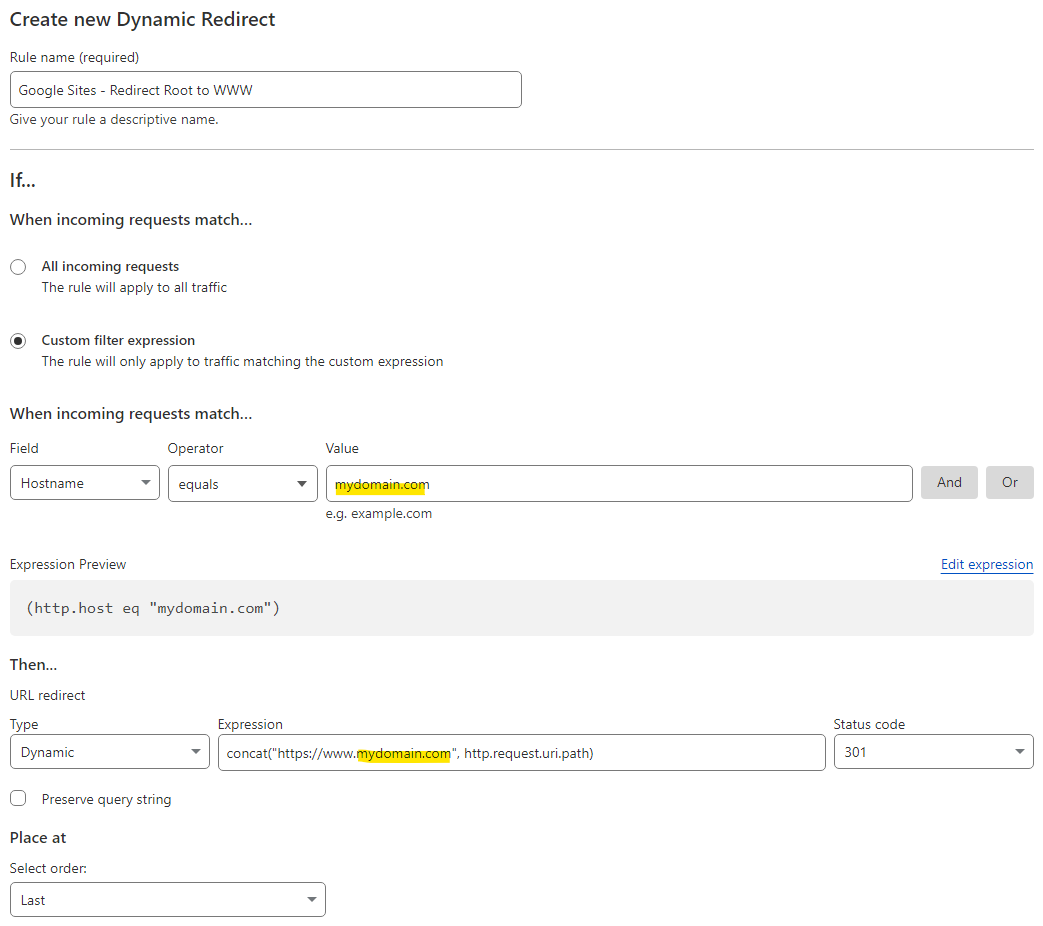 Create new Dynamic Redirect
Rule name (required)
Google Sites - Redirect Root to WWW
Give your rule a descriptive name.
If...
When incoming requests match...
All incoming requests
The rule will apply to all traffic
Custom filter expression
The rule will only apply to traffic matching the custom expression
When incoming requests match...
Field Operator Value
Hostname equals mydomain.com And Or
e.g. example.com
Expression Preview Edit expression
(http.host eq "mydomain.com")
Then...
URL redirect
Type Expression Status code
Dynamic concat("https://www.mydomain.com", http.request.uri.path) 301
Preserve query string
Place at
Select order:
Last